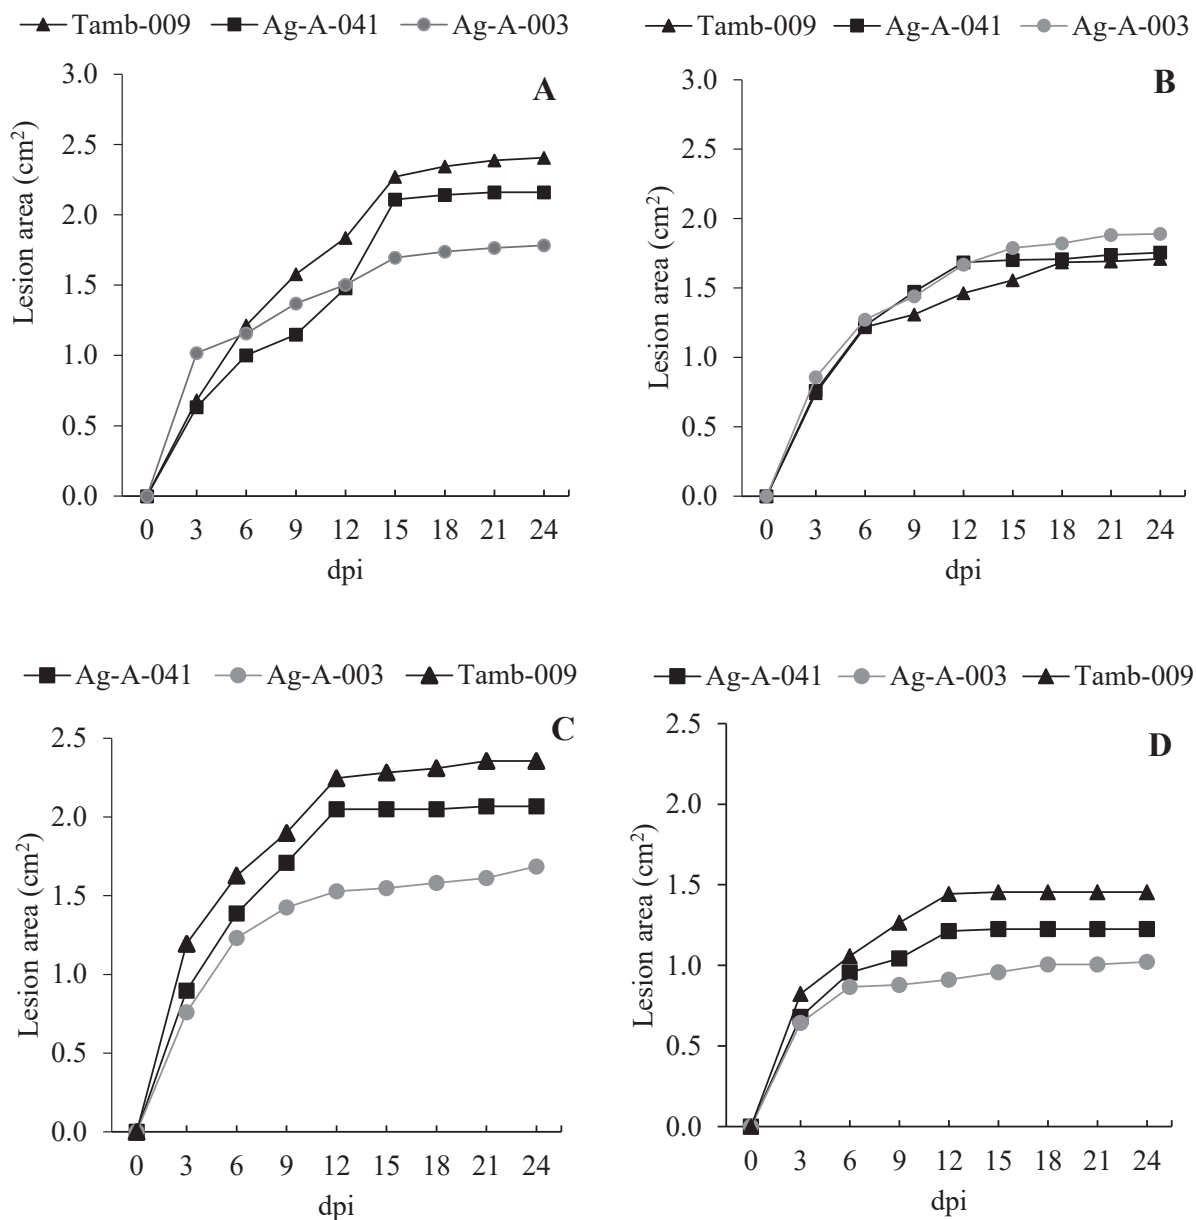 Tamb-009 Ag-A-041 Ag-A-003
A
3.0
2.5
2.0
1.5
1.0
0.5
0.0
Lesion area (cm²)
0 3 6 9 12 15 18 21 24
dpi
Tamb-009 Ag-A-041 Ag-A-003
B
3.0
2.5
2.0
1.5
1.0
0.5
0.0
Lesion area (cm²)
0 3 6 9 12 15 18 21 24
dpi
Ag-A-041 Ag-A-003 Tamb-009
C
2.5
2.0
1.5
1.0
0.5
0.0
Lesion area (cm²)
0 3 6 9 12 15 18 21 24
dpi
Ag-A-041 Ag-A-003 Tamb-009
D
2.5
2.0
1.5
1.0
0.5
0.0
Lesion area (cm²)
0 3 6 9 12 15 18 21 24
dpi